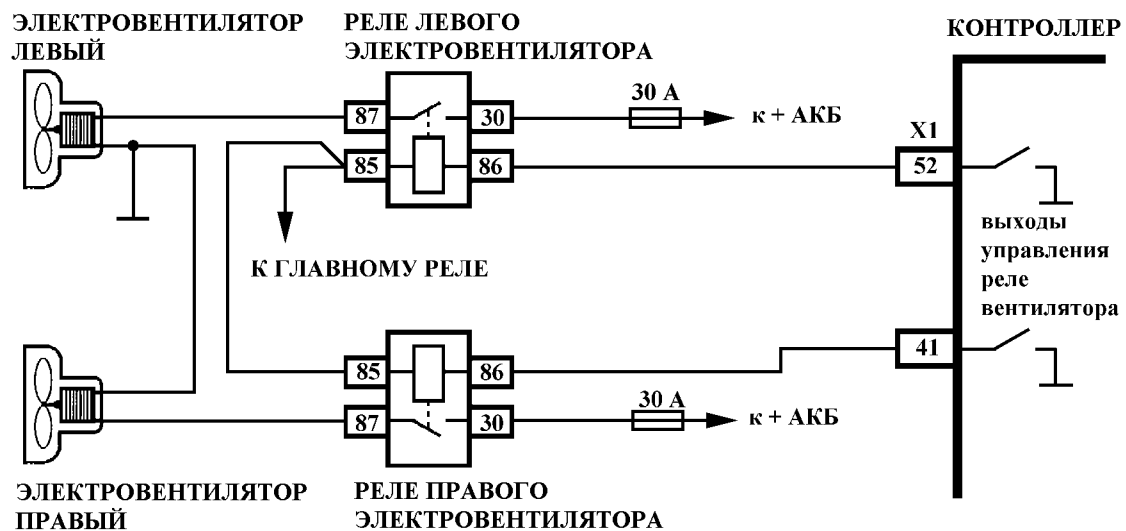 ЭЛЕКТРОВЕНТИЛЯТОР
ЛЕВЫЙ
РЕЛЕ ЛЕВОГО
ЭЛЕКТРОВЕНТИЛЯТОРА
КОНТРОЛЛЕР
87
30
30 А
к + АКБ
X1
85
86
52
К ГЛАВНОМУ РЕЛЕ
выходы
управления
реле
вентилятора
85
86
41
87
30
30 А
к + АКБ
ЭЛЕКТРОВЕНТИЛЯТОР
ПРАВЫЙ
РЕЛЕ ПРАВОГО
ЭЛЕКТРОВЕНТИЛЯТОРА